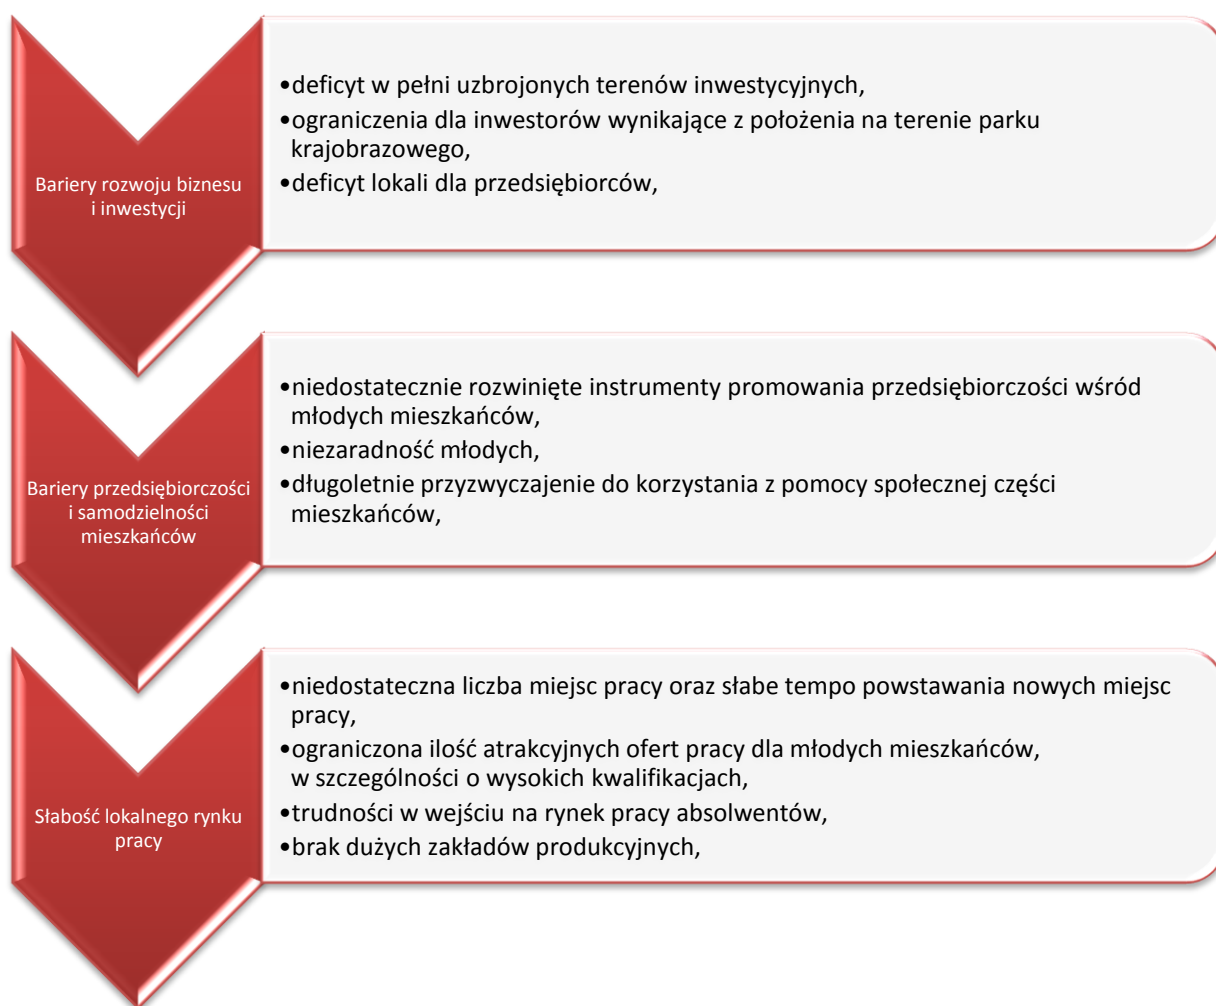 Bariery rozwoju biznesu
i inwestycji
•deficyt w pełni uzbrojonych terenów inwestycyjnych,
•ograniczenia dla inwestorów wynikające z położenia na terenie parku
krajobrazowego,
•deficyt lokali dla przedsiębiorców,
Bariery przedsiębiorczości
i samodzielności
mieszkańców
•niedostatecznie rozwinięte instrumenty promowania przedsiębiorczości wśród
młodych mieszkańców,
•niezaradność młodych,
•długoletnie przyzwyczajenie do korzystania z pomocy społecznej części
mieszkańców,
Słabość lokalnego rynku
pracy
•niedostateczna liczba miejsc pracy oraz słabe tempo powstawania nowych miejsc
pracy,
•ograniczona ilość atrakcyjnych ofert pracy dla młodych mieszkańców,
w szczególności o wysokich kwalifikacjach,
•trudności w wejściu na rynek pracy absolwentów,
•brak dużych zakładów produkcyjnych,